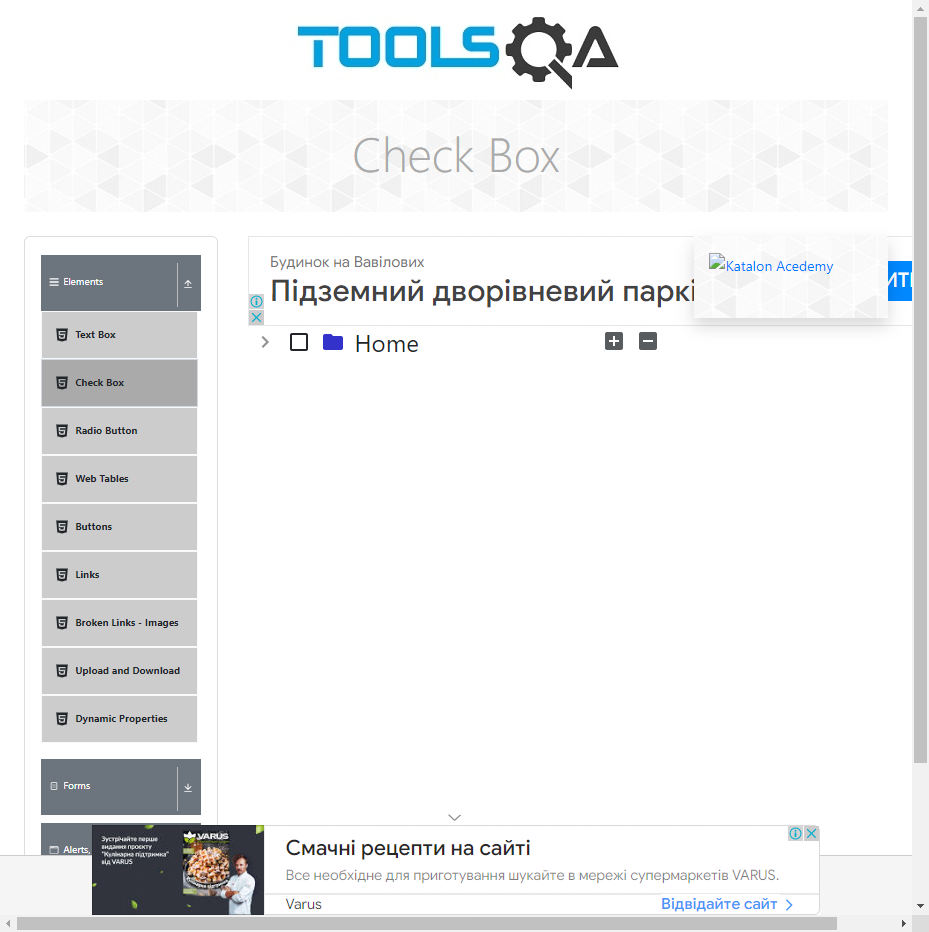 TOOLSQA
Check Box
Elements
Text Box
Check Box
Radio Button
Web Tables
Buttons
Links
Broken Links - Images
Upload and Download
Dynamic Properties
Forms
Alerts,
Будинок на Вавілових
Підземний дворівневий паркі
Katalon Acedemy
Home
Зустрічайте перше
видання проєкту
"Кулінарна підтримка"
від VARUS
VARUS
Смачні рецепти на сайті
Все необхідне для приготування шукайте в мережі супермаркетів VARUS.
Varus
Відвідайте сайт